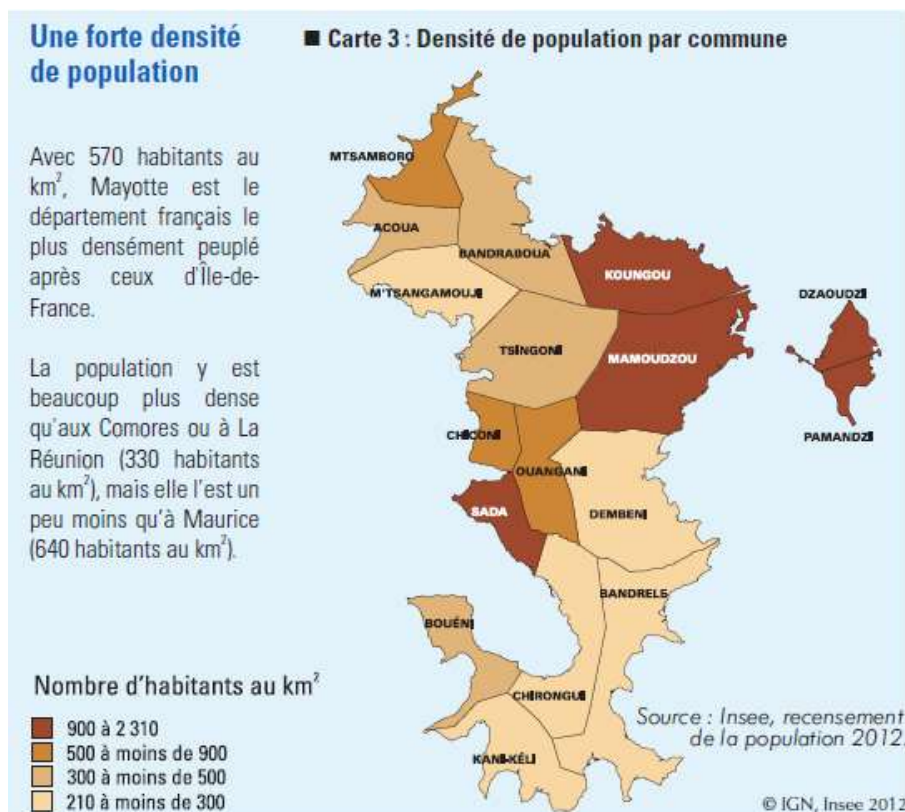 Une forte densité
de population
■ Carte 3 : Densité de population par commune
Avec 570 habitants au
km², Mayotte est le
département français le
plus densément peuplé
après ceux d'Île-de-
France.
La population y est
beaucoup plus dense
qu'aux Comores ou à La
Réunion (330 habitants
au km²), mais elle l'est un
peu moins qu'à Maurice
(640 habitants au km²).
MTSAMBORO
ACOUA
BANDRABOUA
KOUNGOU
M'TSANGAMOUJI
DZAOUDZI
TSINGONI
MAMOUDZOU
PAMANDZI
CHICONI
OUANGANI
SADA
DEMBENI
BANDRELE
BOUÉNI
CHIRONGUI
KANI-KÉLI
Nombre d'habitants au km²
900 à 2 310
500 à moins de 900
300 à moins de 500
210 à moins de 300
Source : Insee, recensement
de la population 2012.
© IGN, Insee 2012